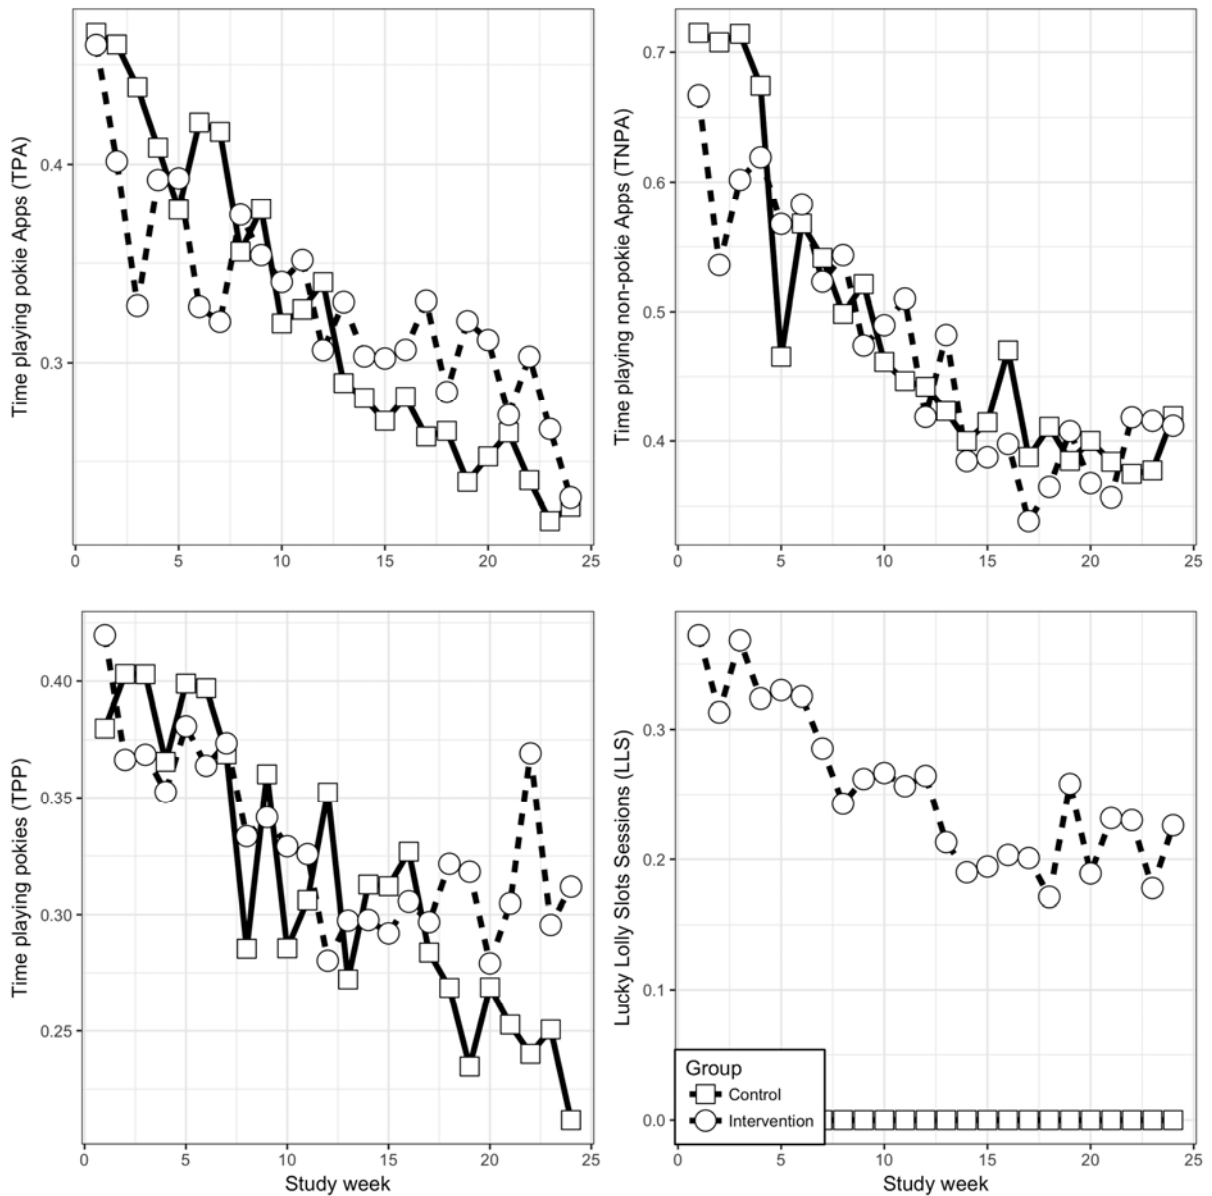 Time playing pokie Apps (TPA)
0.4
0.3
0 5 10 15 20 25
Time playing non-pokie Apps (TNPA)
0.7
0.6
0.5
0.4
0 5 10 15 20 25
Time playing pokies (TPP)
0.40
0.35
0.30
0.25
0 5 10 15 20 25
Study week
Lucky Lolly Slots Sessions (LLS)
0.3
0.2
0.1
0.0
Group
Control
Intervention
0 5 10 15 20 25
Study week